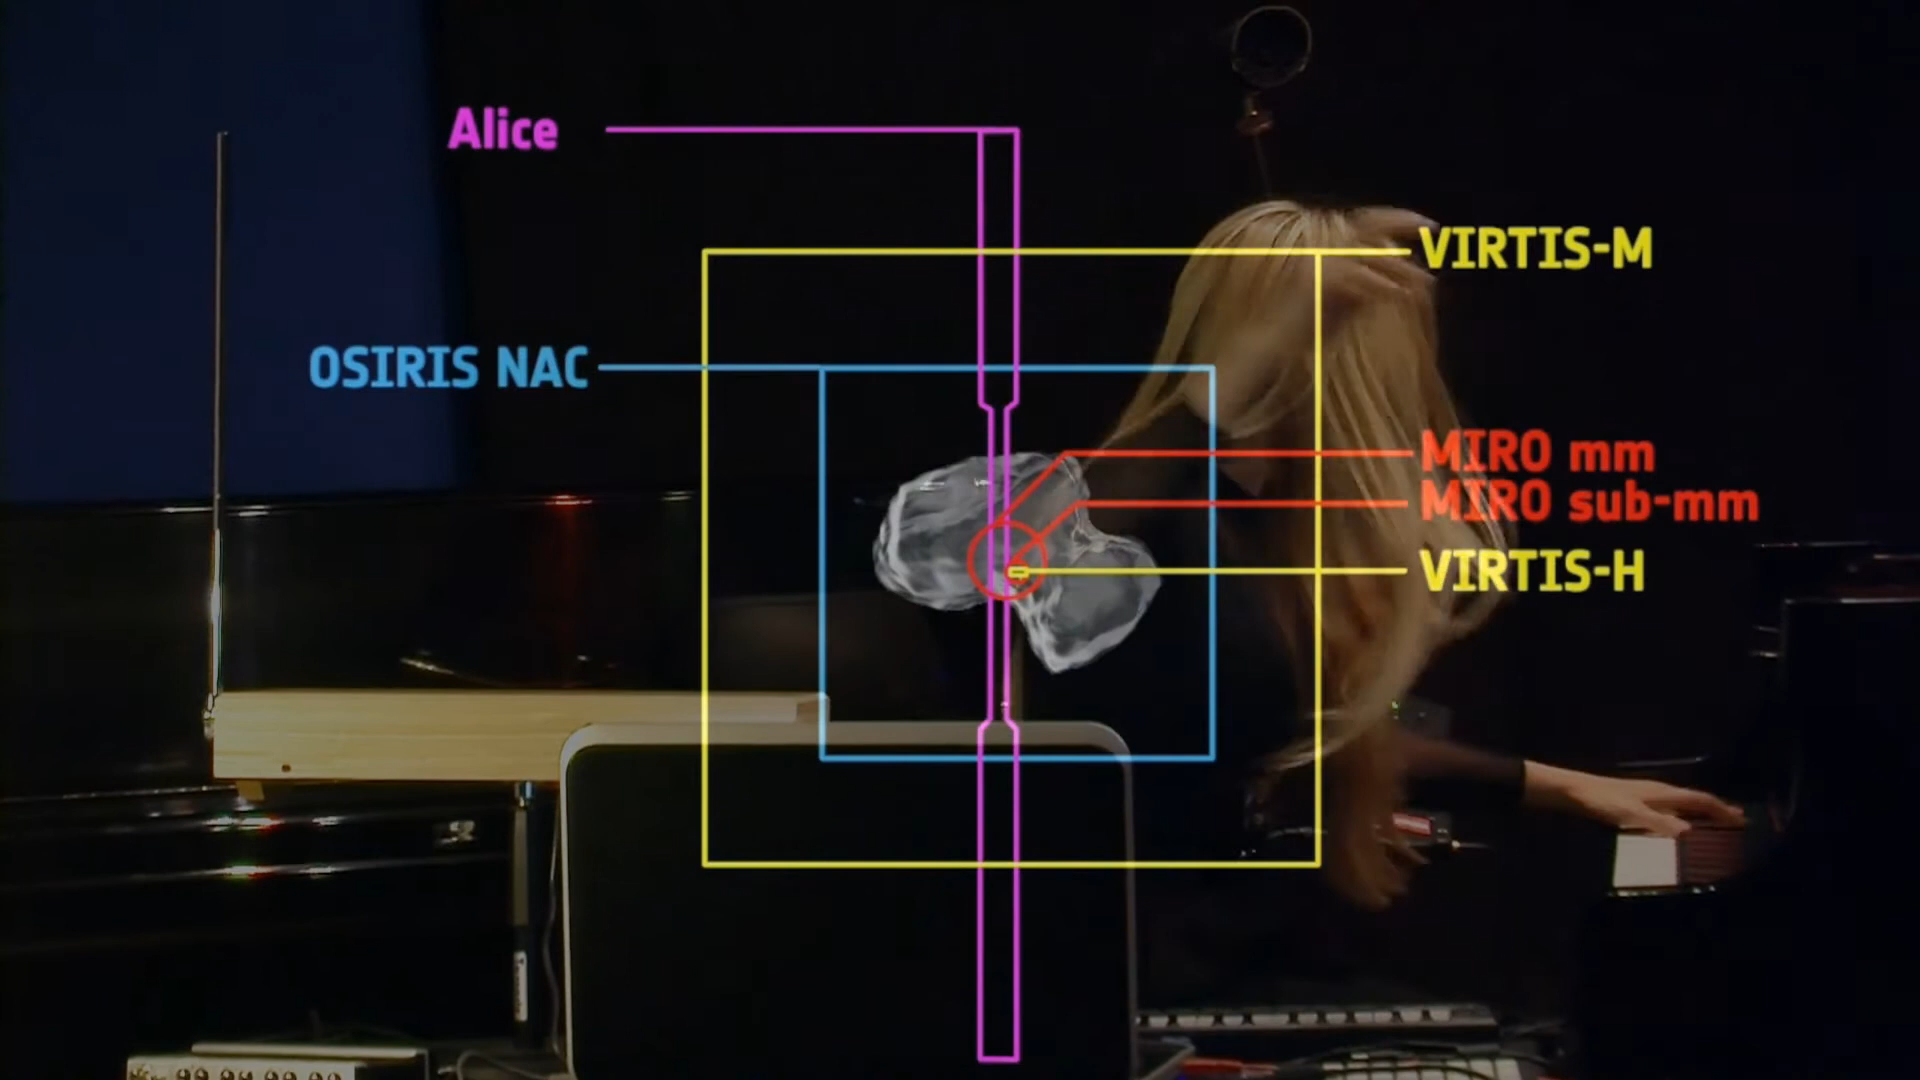 Alice
VIRTIS-M
OSIRIS NAC
MIRO mm
MIRO sub-mm
VIRTIS-H